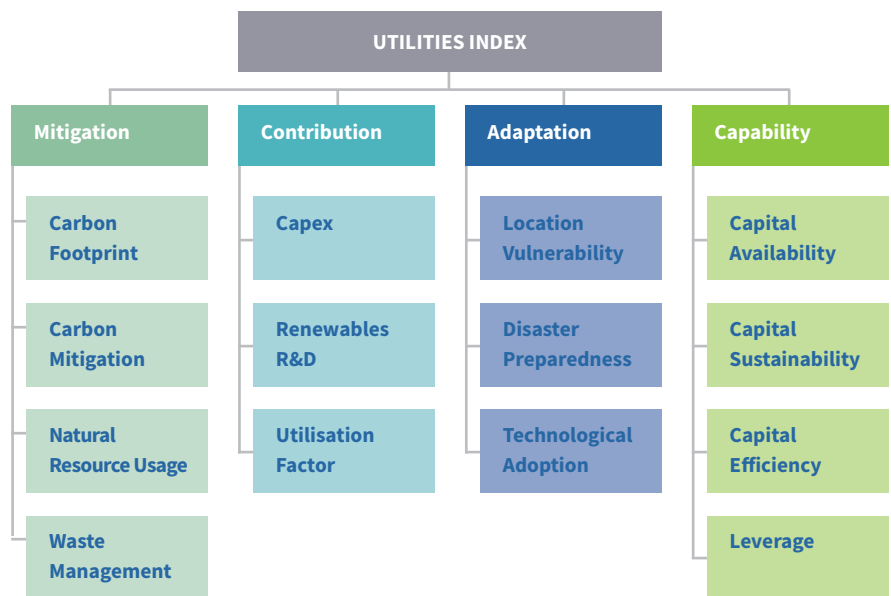 UTILITIES INDEX
Mitigation
Carbon
Footprint
Carbon
Mitigation
Natural
Resource Usage
Waste
Management
Contribution
Capex
Renewables
R&D
Utilisation
Factor
Adaptation
Location
Vulnerability
Disaster
Preparedness
Technological
Adoption
Capability
Capital
Availability
Capital
Sustainability
Capital
Efficiency
Leverage